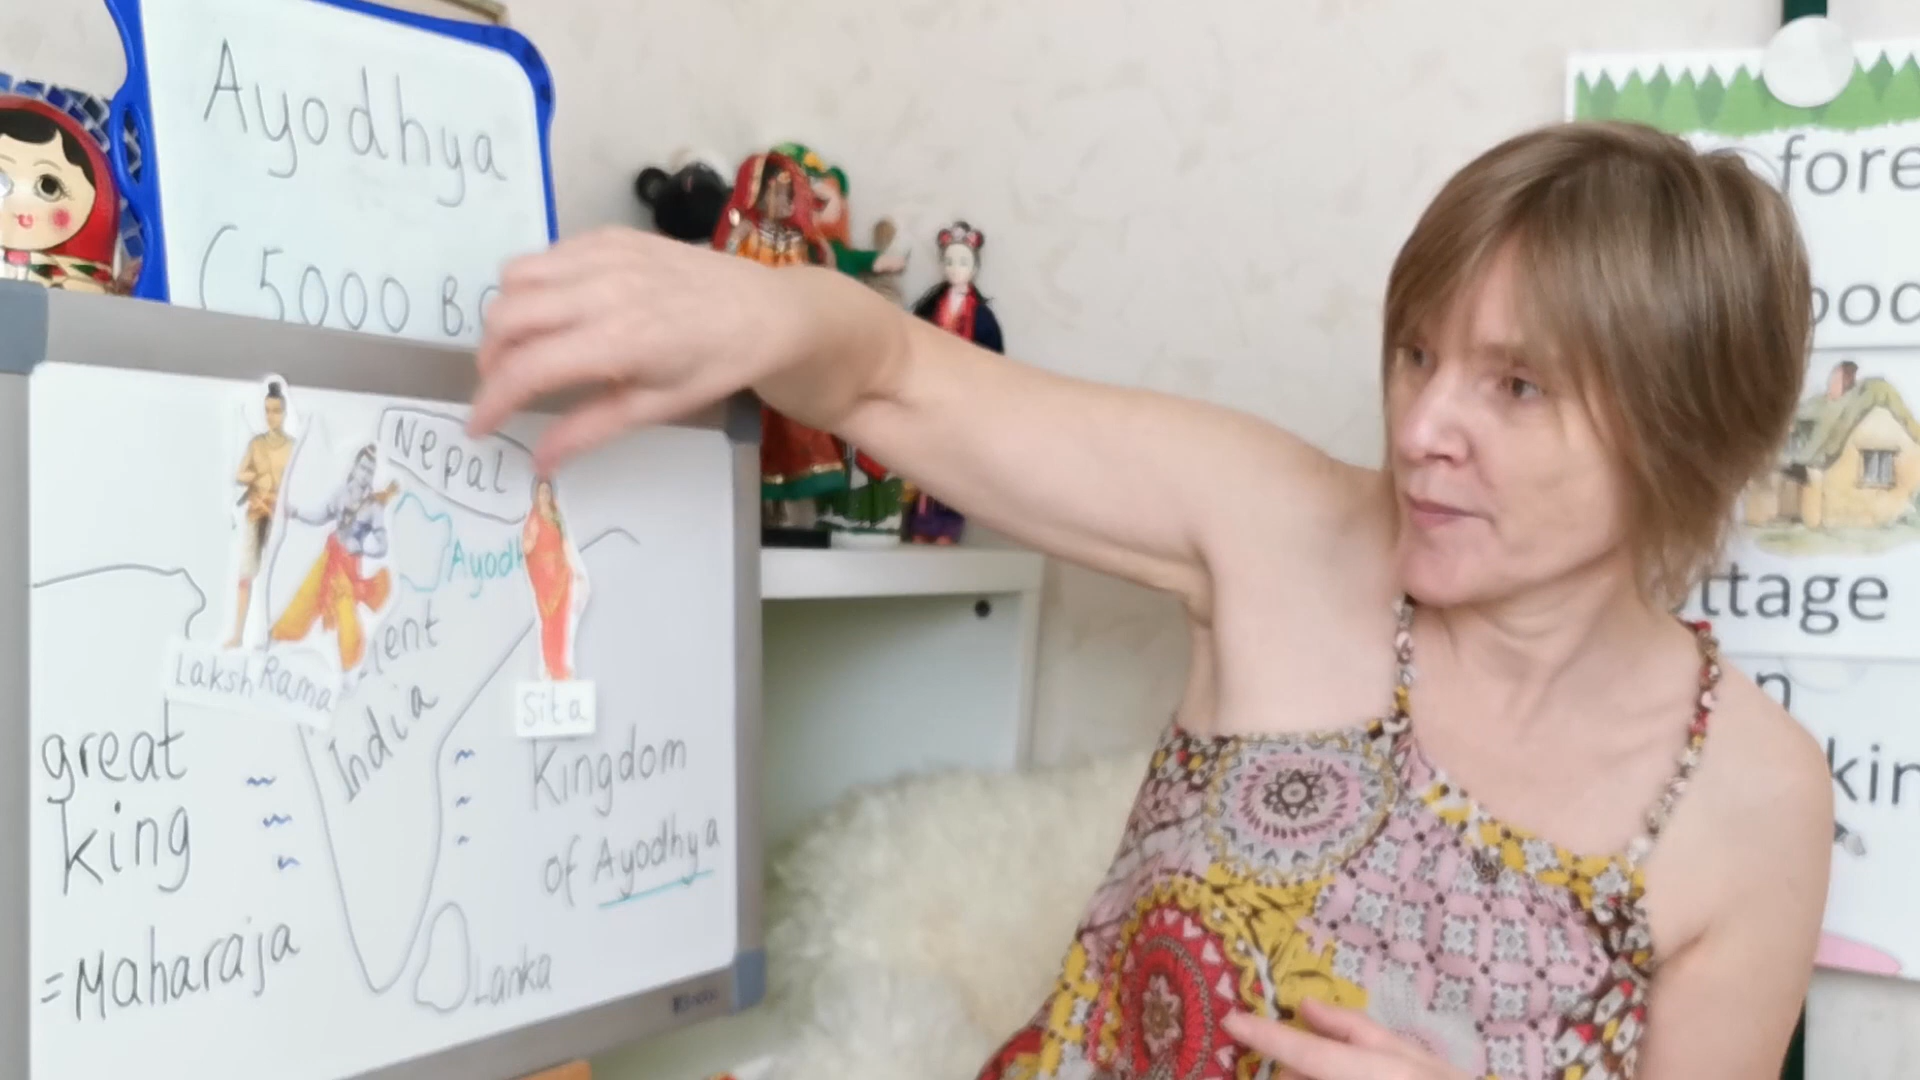 Ayodhya
(5000 B.C
Nepal
Ayodh
ient
India
Laksh
Rama
Sita
great
king
= Maharaja
Kingdom
of Ayodhya
Lanka
fore
ood
ttage
n
kin